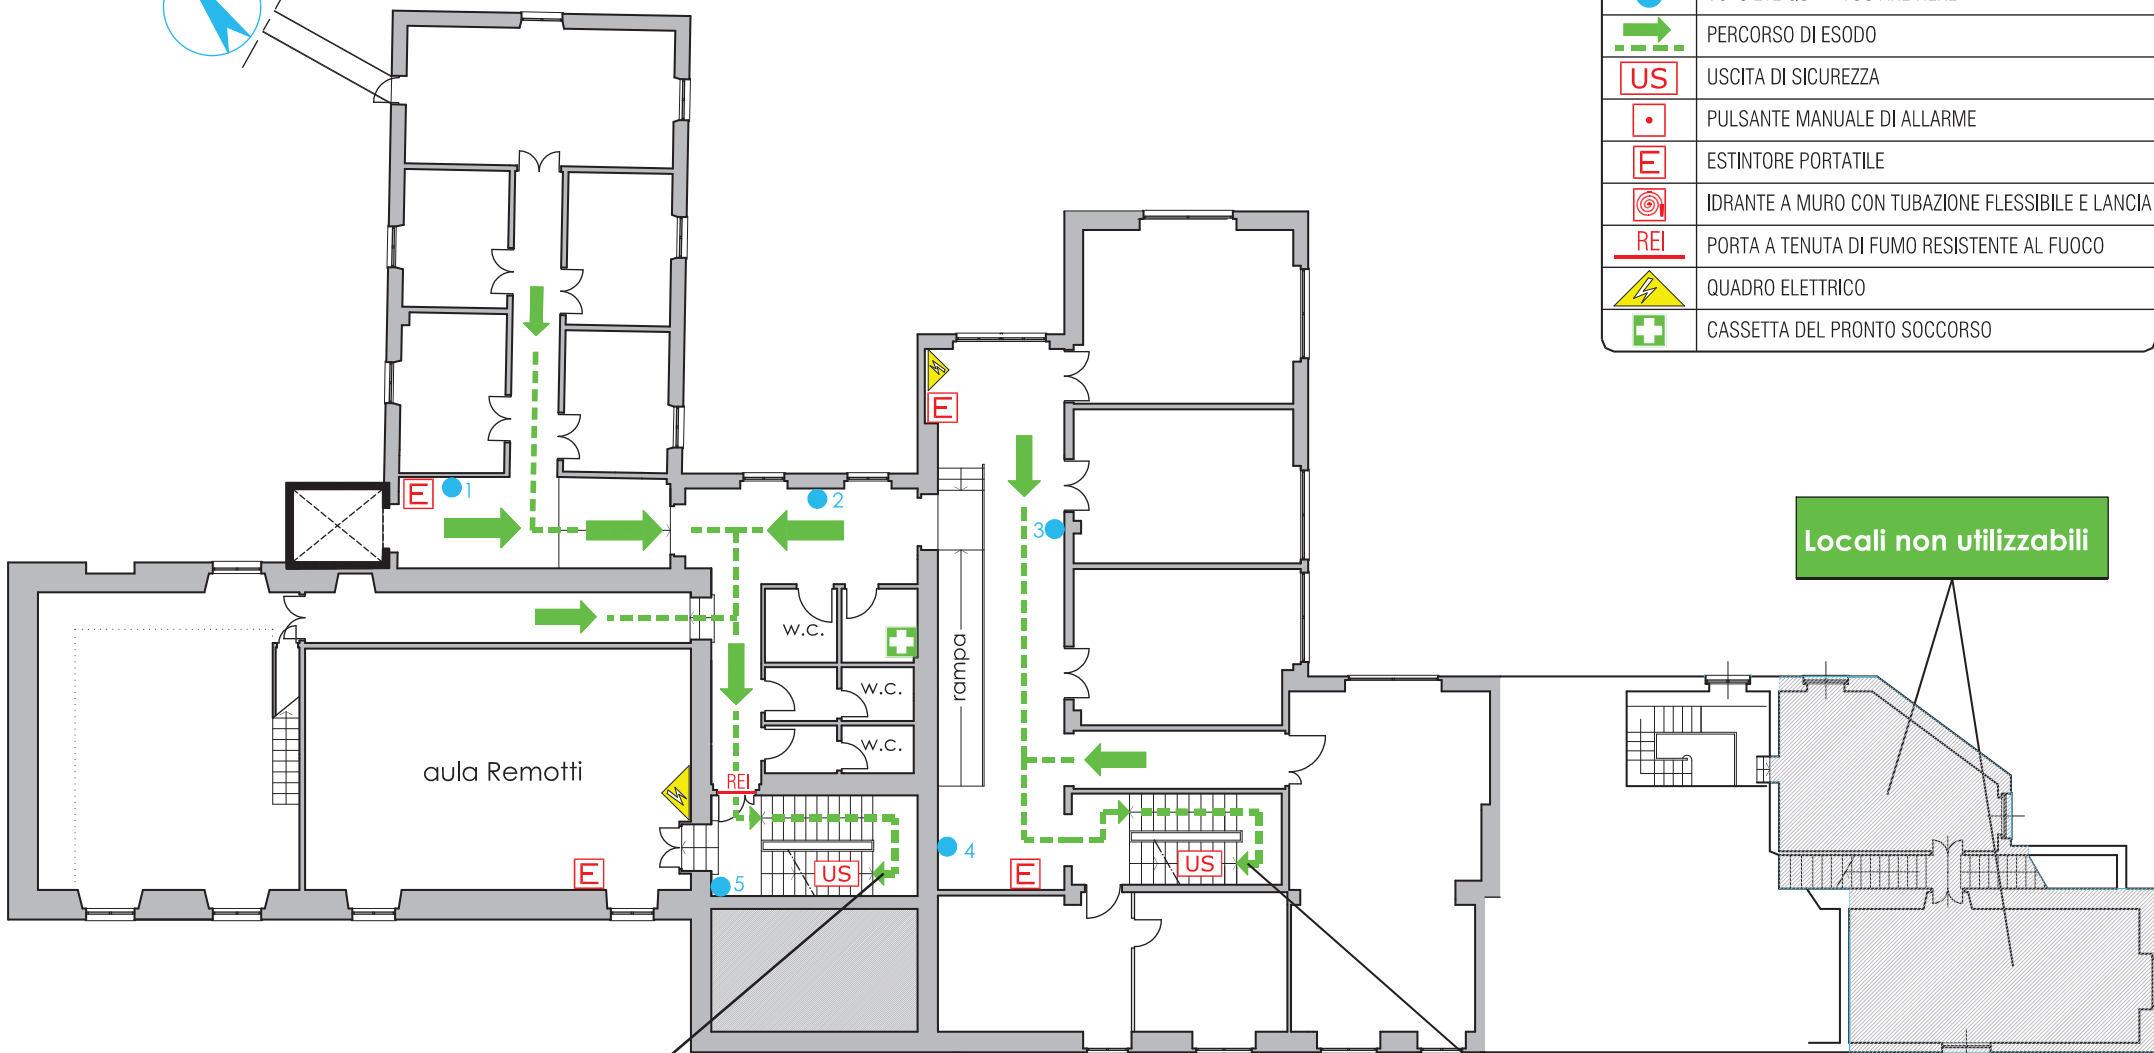 PERCORSO DI ESODO
US USCITA DI SICUREZZA
PULSANTE MANUALE DI ALLARME
E ESTINTORE PORTATILE
IDRANTE A MURO CON TUBAZIONE FLESSIBILE E LANCIA
REI PORTA A TENUTA DI FUMO RESISTENTE AL FUOCO
QUADRO ELETTRICO
CASSETTA DEL PRONTO SOCCORSO
E
E
1
2
3
Locali non utilizzabili
w.c.
rampa
w.c.
w.c.
aula Remotti
REI
4
E
US
E
US
5